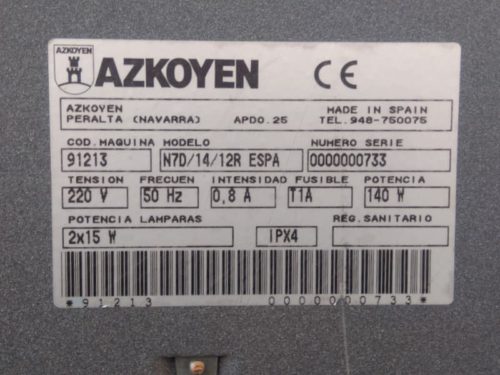 AZKOYEN
AZKOYEN CE
AZKOYEN MADE IN SPAIN
PERALTA (NAVARRA) APDO.25 TEL.948-750075
COD.MAQUINA MODELO NUMERO SERIE
91213 N7D/14/12R ESPA 0000000733
TENSION FRECUEN INTENSIDAD FUSIBLE POTENCIA
220 V 50 Hz 0,8 A T1A 140 W
POTENCIA LAMPARAS REG.SANITARIO
2x15 W IPX4
*91213 0000000733*